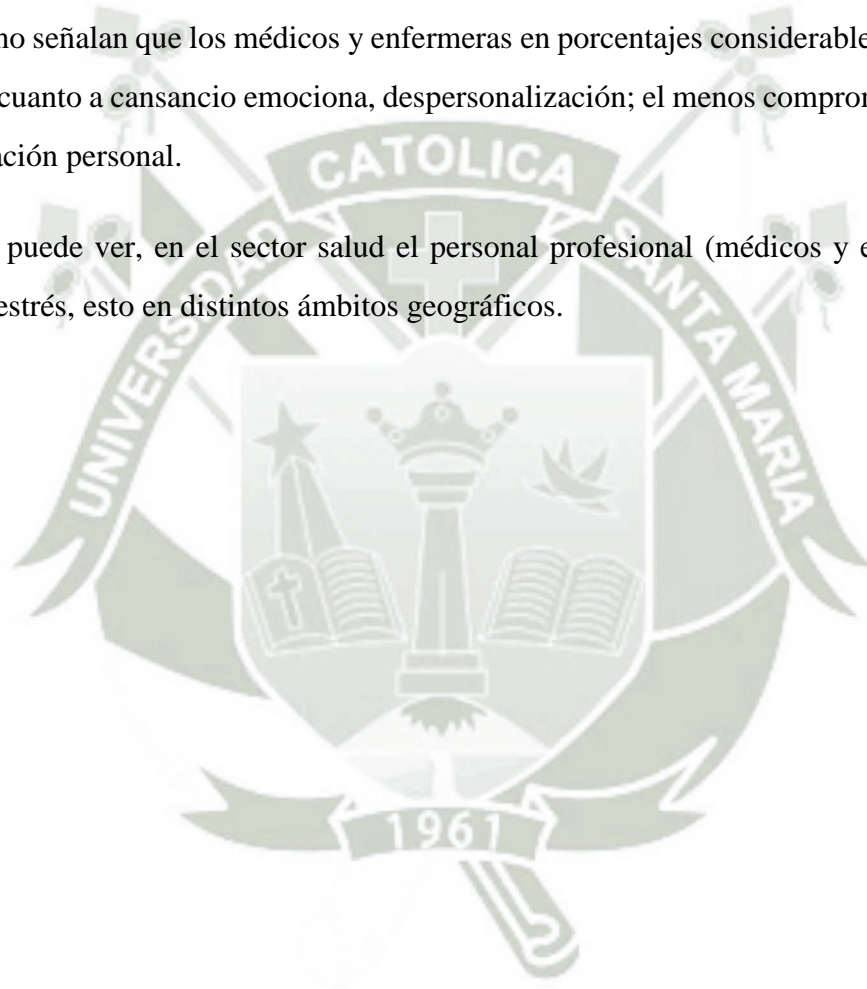 no señalan que los médicos y enfermeras en porcentajes considerable
cuanto a cansancio emociona, despersonalización; el menos compron
ación personal.
puede ver, en el sector salud el personal profesional (médicos y e
estrés, esto en distintos ámbitos geográficos.
UNIVERSIDAD CATOLICA SANTA MARIA
1961